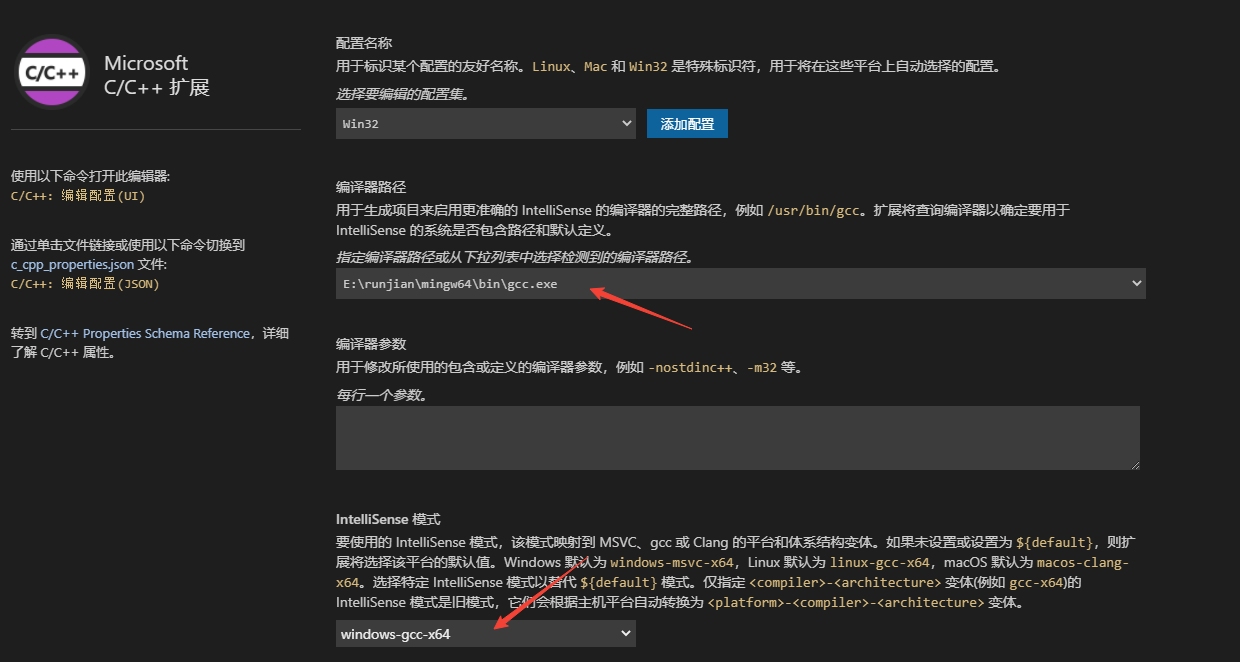 C/C++
Microsoft
C/C++ 扩展
使用以下命令打开此编辑器:
C/C++: 编辑配置(UI)
通过单击文件链接或使用以下命令切换到
c_cpp_properties.json 文件:
C/C++: 编辑配置(JSON)
转到 C/C++ Properties Schema Reference，详细
了解 C/C++ 属性。
配置名称
用于标识某个配置的友好名称。Linux、Mac 和 Win32 是特殊标识符，用于将在这些平台上自动选择的配置。
选择要编辑的配置集。
Win32
添加配置
编译器路径
用于生成项目来启用更准确的 IntelliSense 的编译器的完整路径，例如 /usr/bin/gcc。扩展将查询编译器以确定要用于
IntelliSense 的系统是否包含路径和默认定义。
指定编译器路径或从下拉列表中选择检测到的编译器路径。
E:\runjian\mingw64\bin\gcc.exe
编译器参数
用于修改所使用的包含或定义的编译器参数，例如 -nostdinc++、-m32 等。
每行一个参数。
IntelliSense 模式
要使用的 IntelliSense 模式，该模式映射到 MSVC、gcc 或 Clang 的平台和体系结构变体。如果未设置或设置为 ${default}，则扩
展将选择该平台的默认值。Windows 默认为 windows-msvc-x64，Linux 默认为 linux-gcc-x64，macOS 默认为 macos-clang-
x64。选择特定 IntelliSense 模式以替代 ${default} 模式。仅指定 <compiler>-<architecture> 变体(例如 gcc-x64)的
IntelliSense 模式是旧模式，它们会根据主机平台自动转换为 <platform>-<compiler>-<architecture> 变体。
windows-gcc-x64